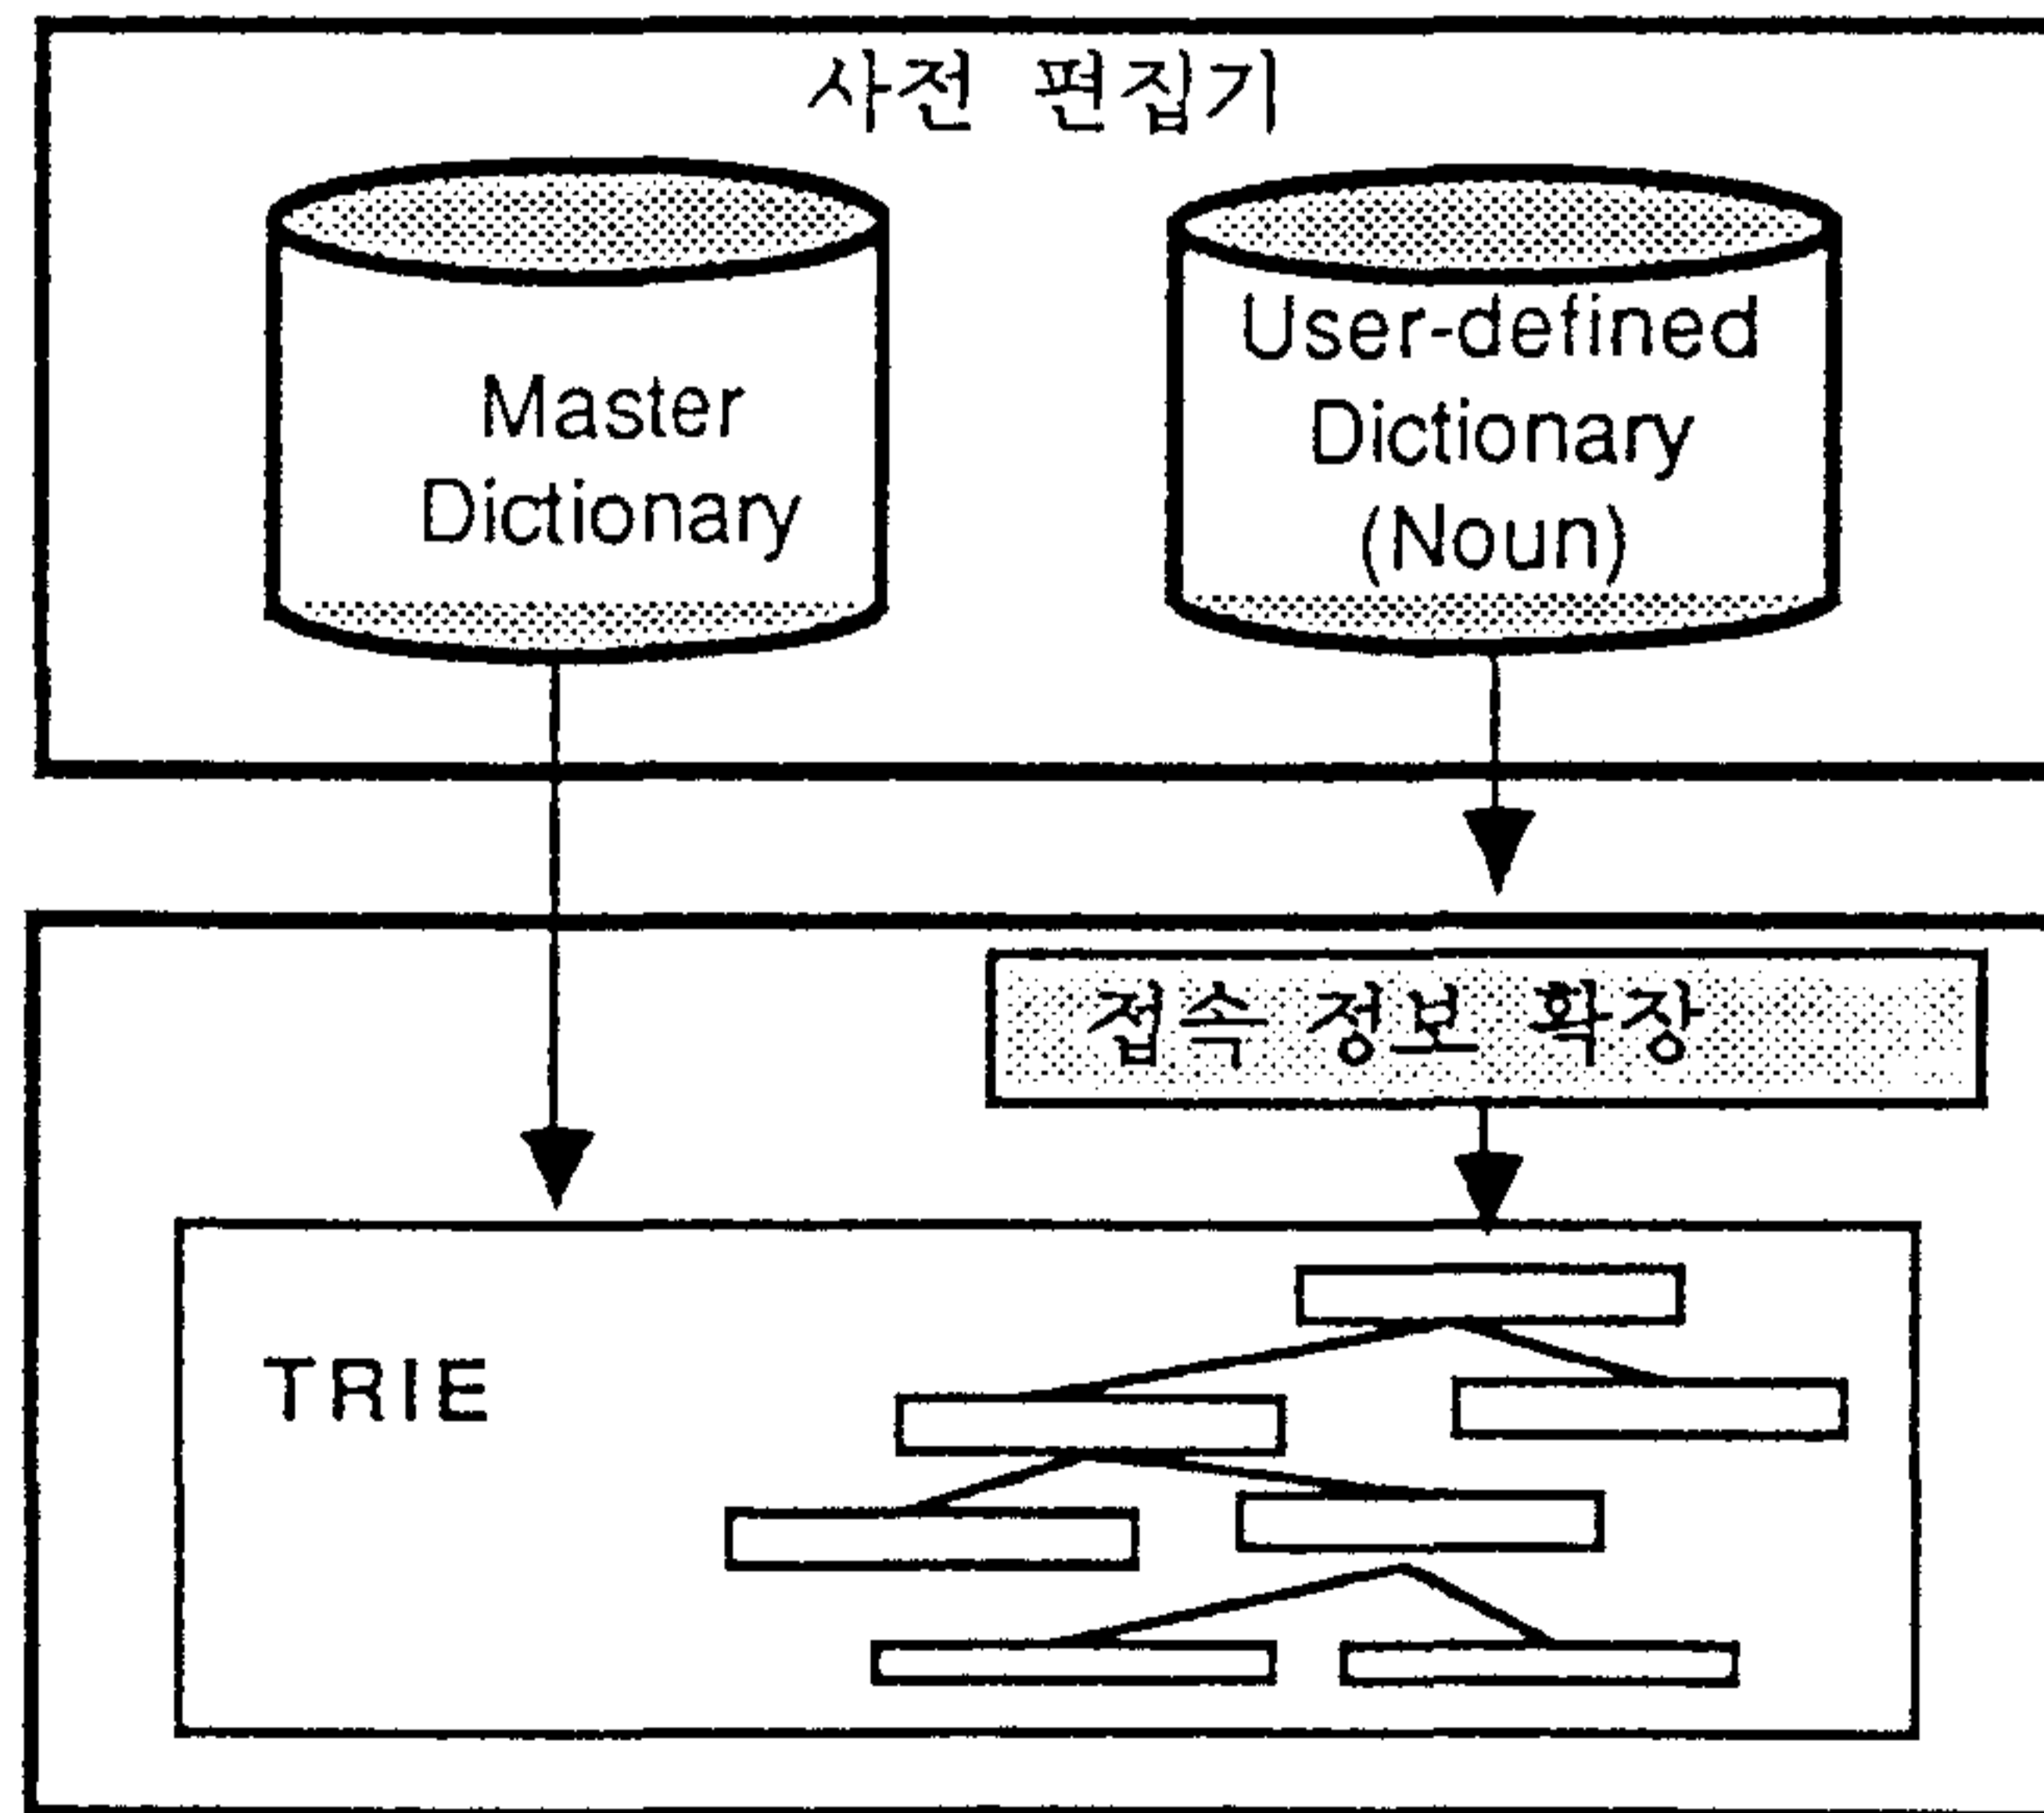 사전 편집기
Master
Dictionary
User-defined
Dictionary
(Noun)
접속 정보 확장
TRIE